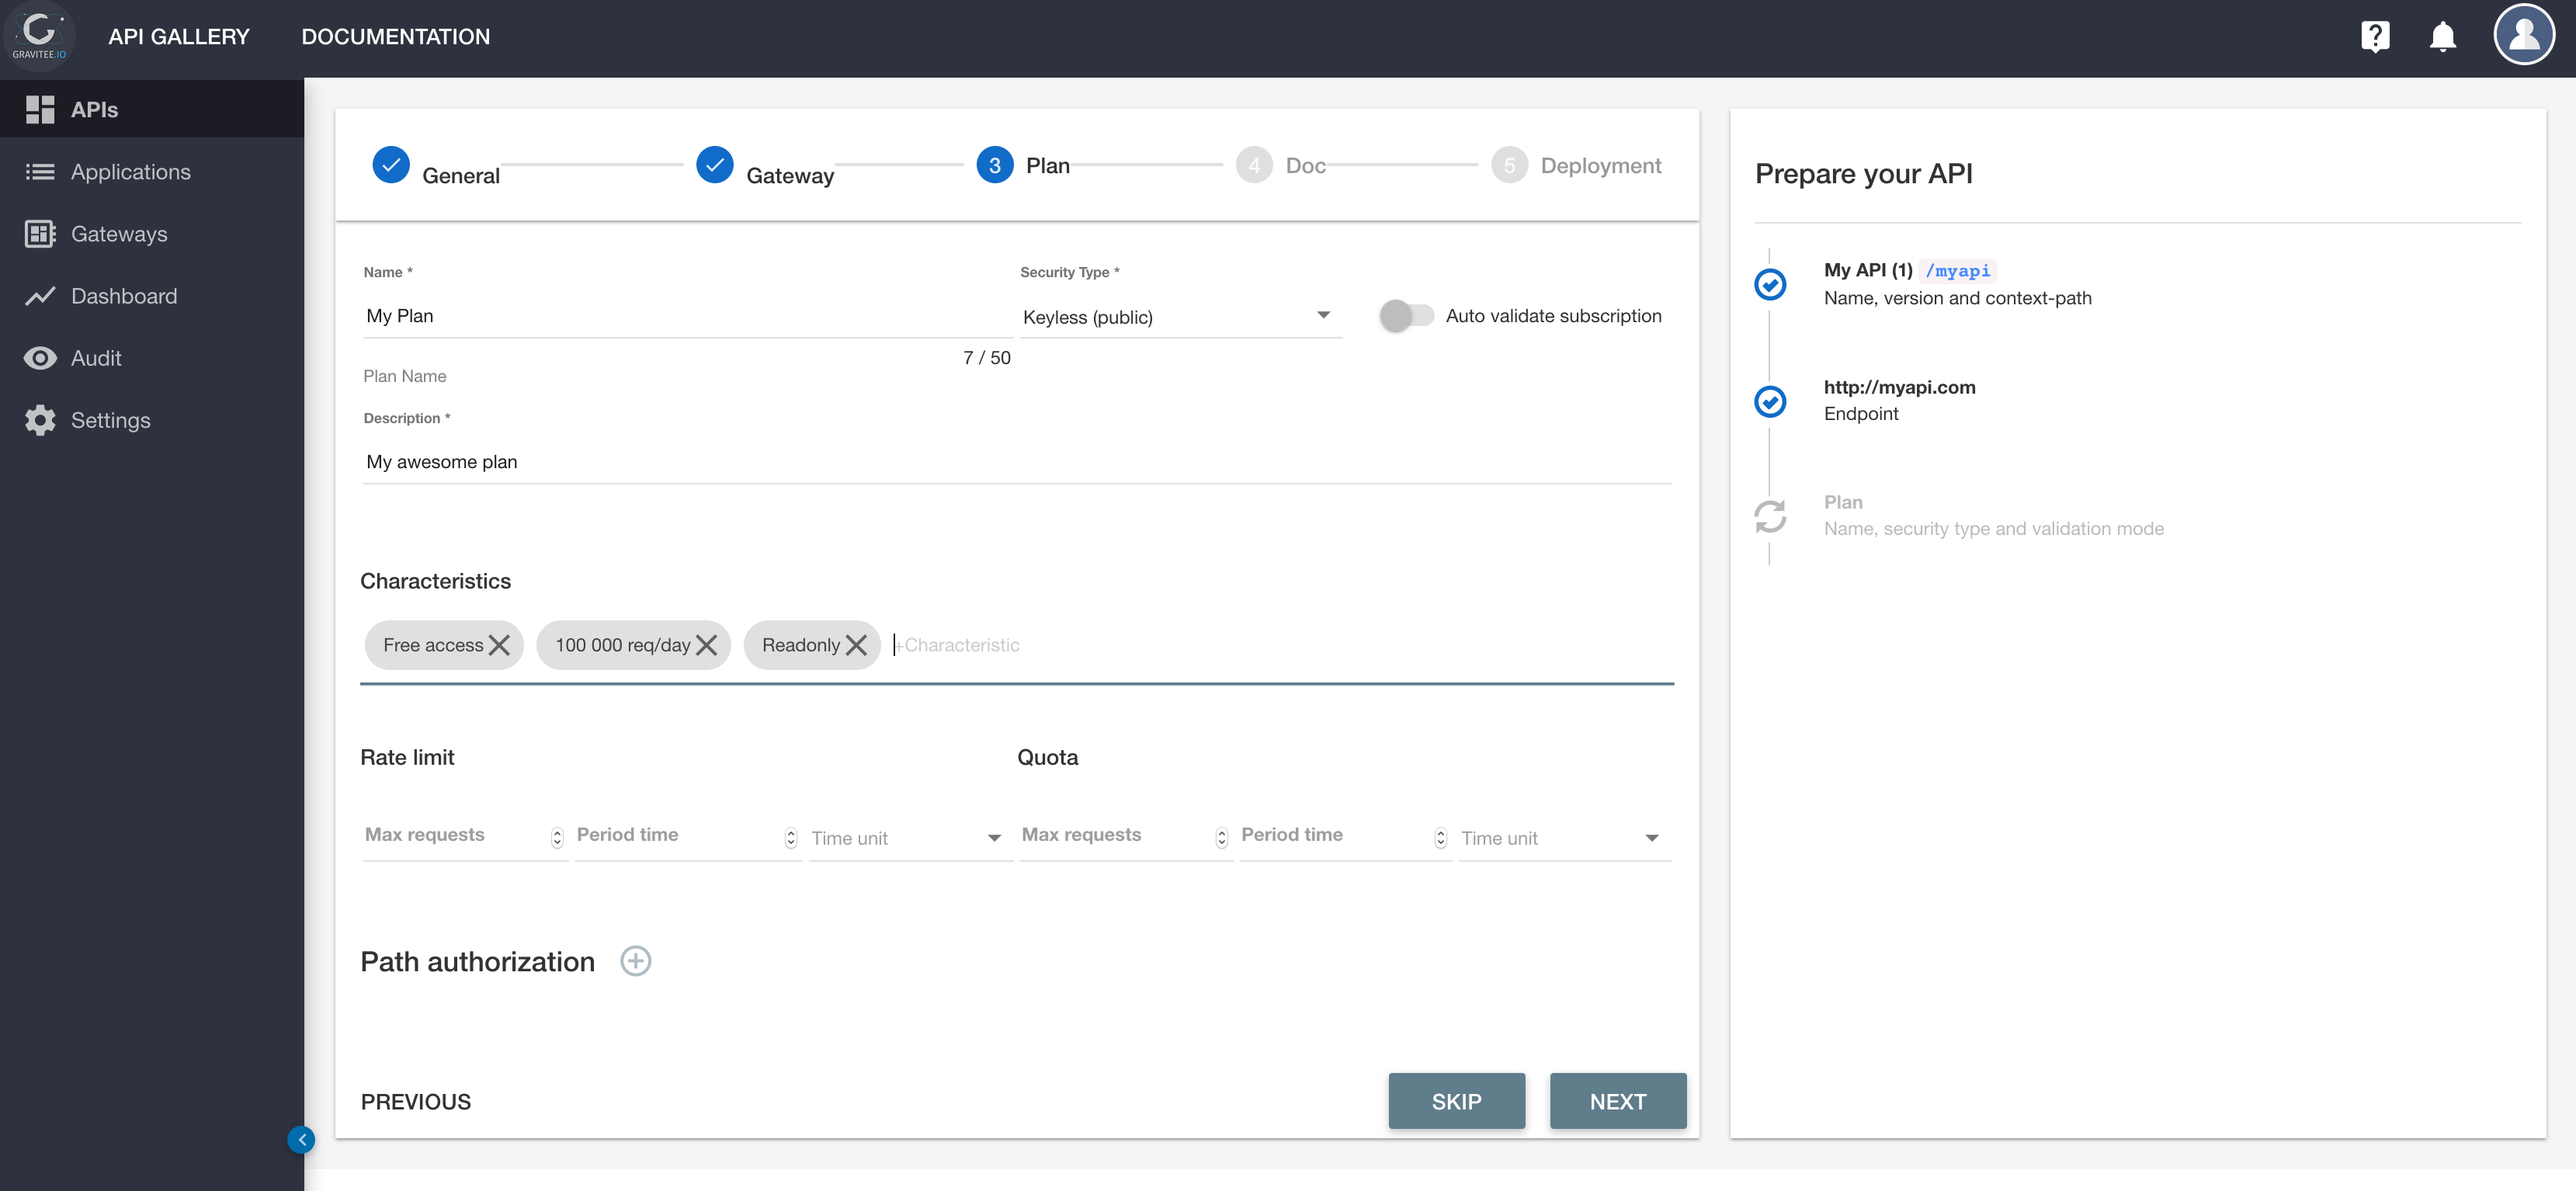 GRAVITEE.IO
API GALLERY
DOCUMENTATION
APIs
Applications
Gateways
Dashboard
Audit
Settings
General
Gateway
3 Plan
4 Doc
5 Deployment
Name *
My Plan
7 / 50
Plan Name
Security Type *
Keyless (public)
Auto validate subscription
Description *
My awesome plan
Characteristics
Free access
100 000 req/day
Readonly
+Characteristic
Rate limit
Max requests
Period time
Time unit
Quota
Max requests
Period time
Time unit
Path authorization
PREVIOUS
SKIP
NEXT
Prepare your API
My API (1) /myapi
Name, version and context-path
http://myapi.com
Endpoint
Plan
Name, security type and validation mode